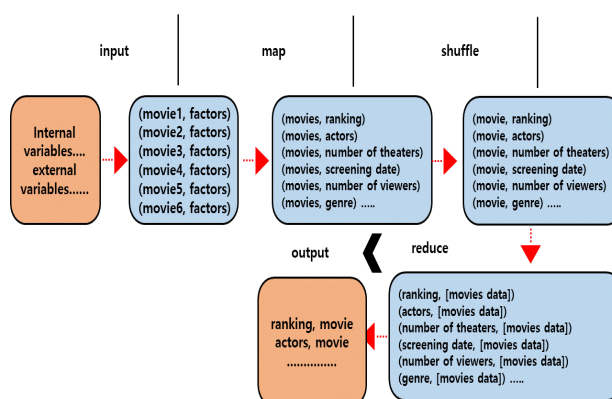 input
map
shuffle
Internal
variables....
external
variables......
(movie1, factors)
(movie2, factors)
(movie3, factors)
(movie4, factors)
(movie5, factors)
(movie6, factors)
(movies, ranking)
(movies, actors)
(movies, number of theaters)
(movies, screening date)
(movies, number of viewers)
(movies, genre) .....
(movie, ranking)
(movie, actors)
(movie, number of theaters)
(movie, screening date)
(movie, number of viewers)
(movie, genre) .....
reduce
output
(ranking, [movies data])
(actors, [movies data])
(number of theaters, [movies data])
(screening date, [movies data])
(number of viewers, [movies data])
(genre, [movies data]) .....
ranking, movie
actors, movie
...............